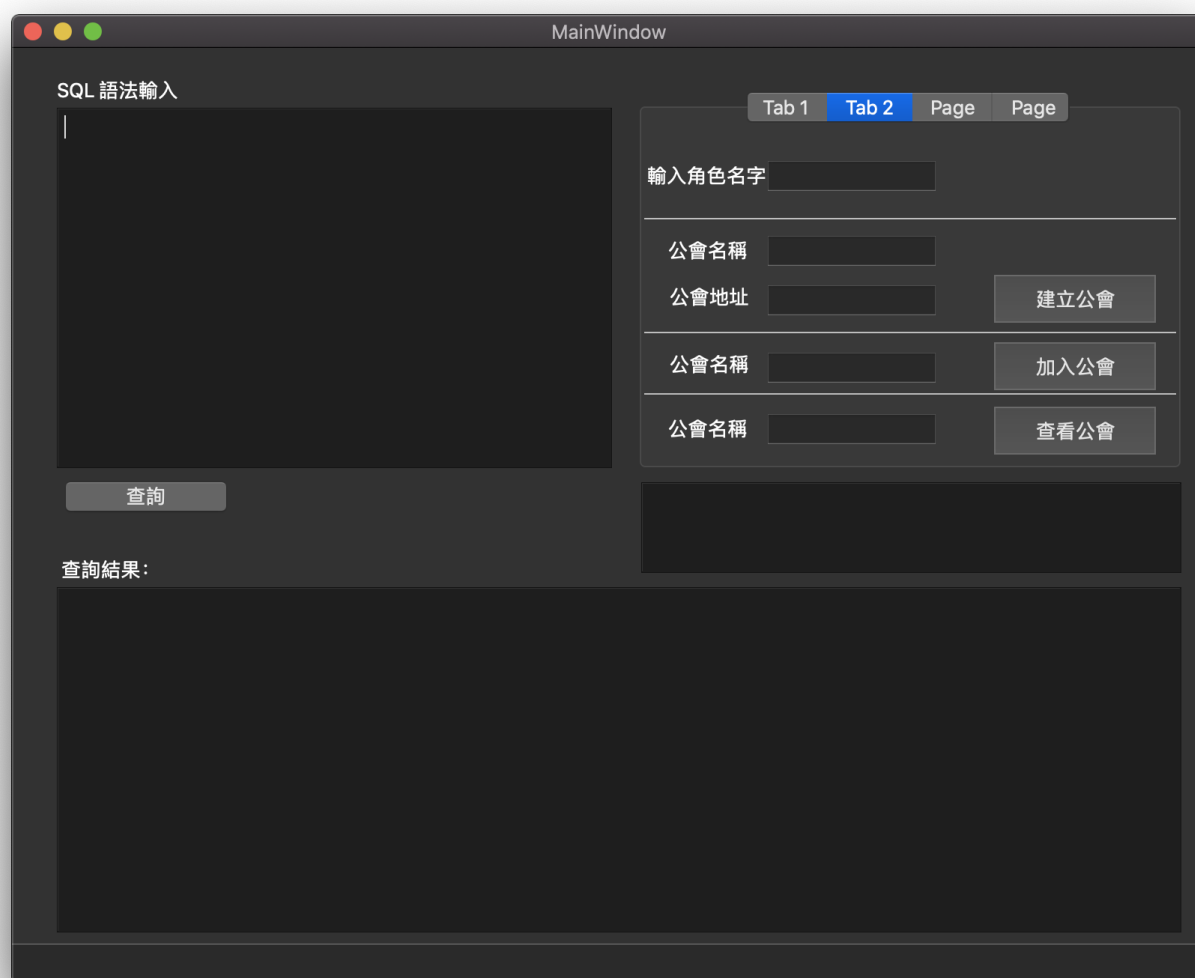 MainWindow
SQL 語法輸入
Tab 1 Tab 2 Page Page
輸入角色名字
公會名稱
公會地址 建立公會
公會名稱 加入公會
公會名稱 查看公會
查詢
查詢結果：